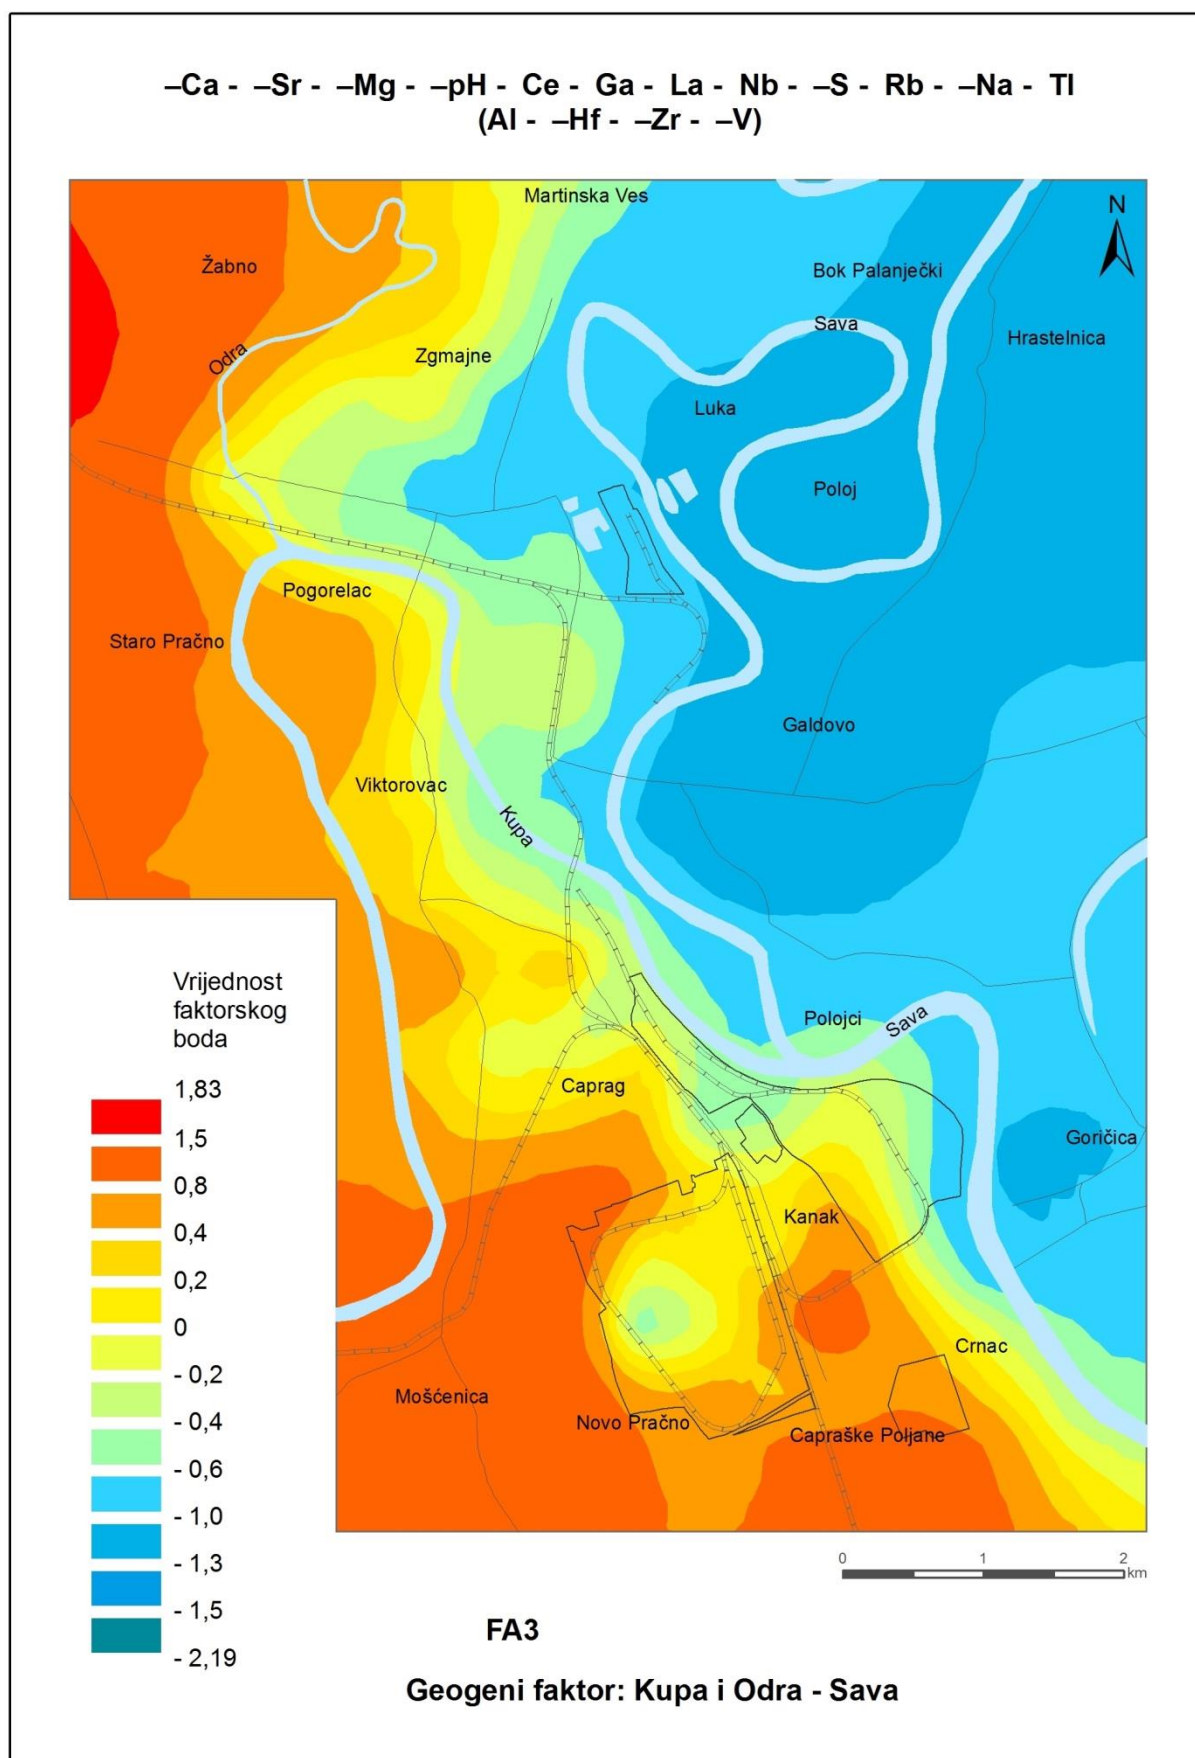 –Ca - –Sr - –Mg - –pH - Ce - Ga - La - Nb - –S - Rb - –Na - Tl
(Al - –Hf - –Zr - –V)
Martinska Ves
N
Žabno
Bok Palanječki
Sava
Hrastelnica
Odra
Zgmajne
Luka
Poloj
Pogorelac
Staro Pračno
Galdovo
Viktorovac
Kupa
Vrijednost
faktorskog
boda
Polojci
Sava
Caprag
Goričica
Kanak
Crnac
Mošćenica
Novo Pračno
Capraške Poljane
1,83
1,5
0,8
0,4
0,2
0
- 0,2
- 0,4
- 0,6
- 1,0
- 1,3
- 1,5
- 2,19
0 1 2
km
FA3
Geogeni faktor: Kupa i Odra - Sava